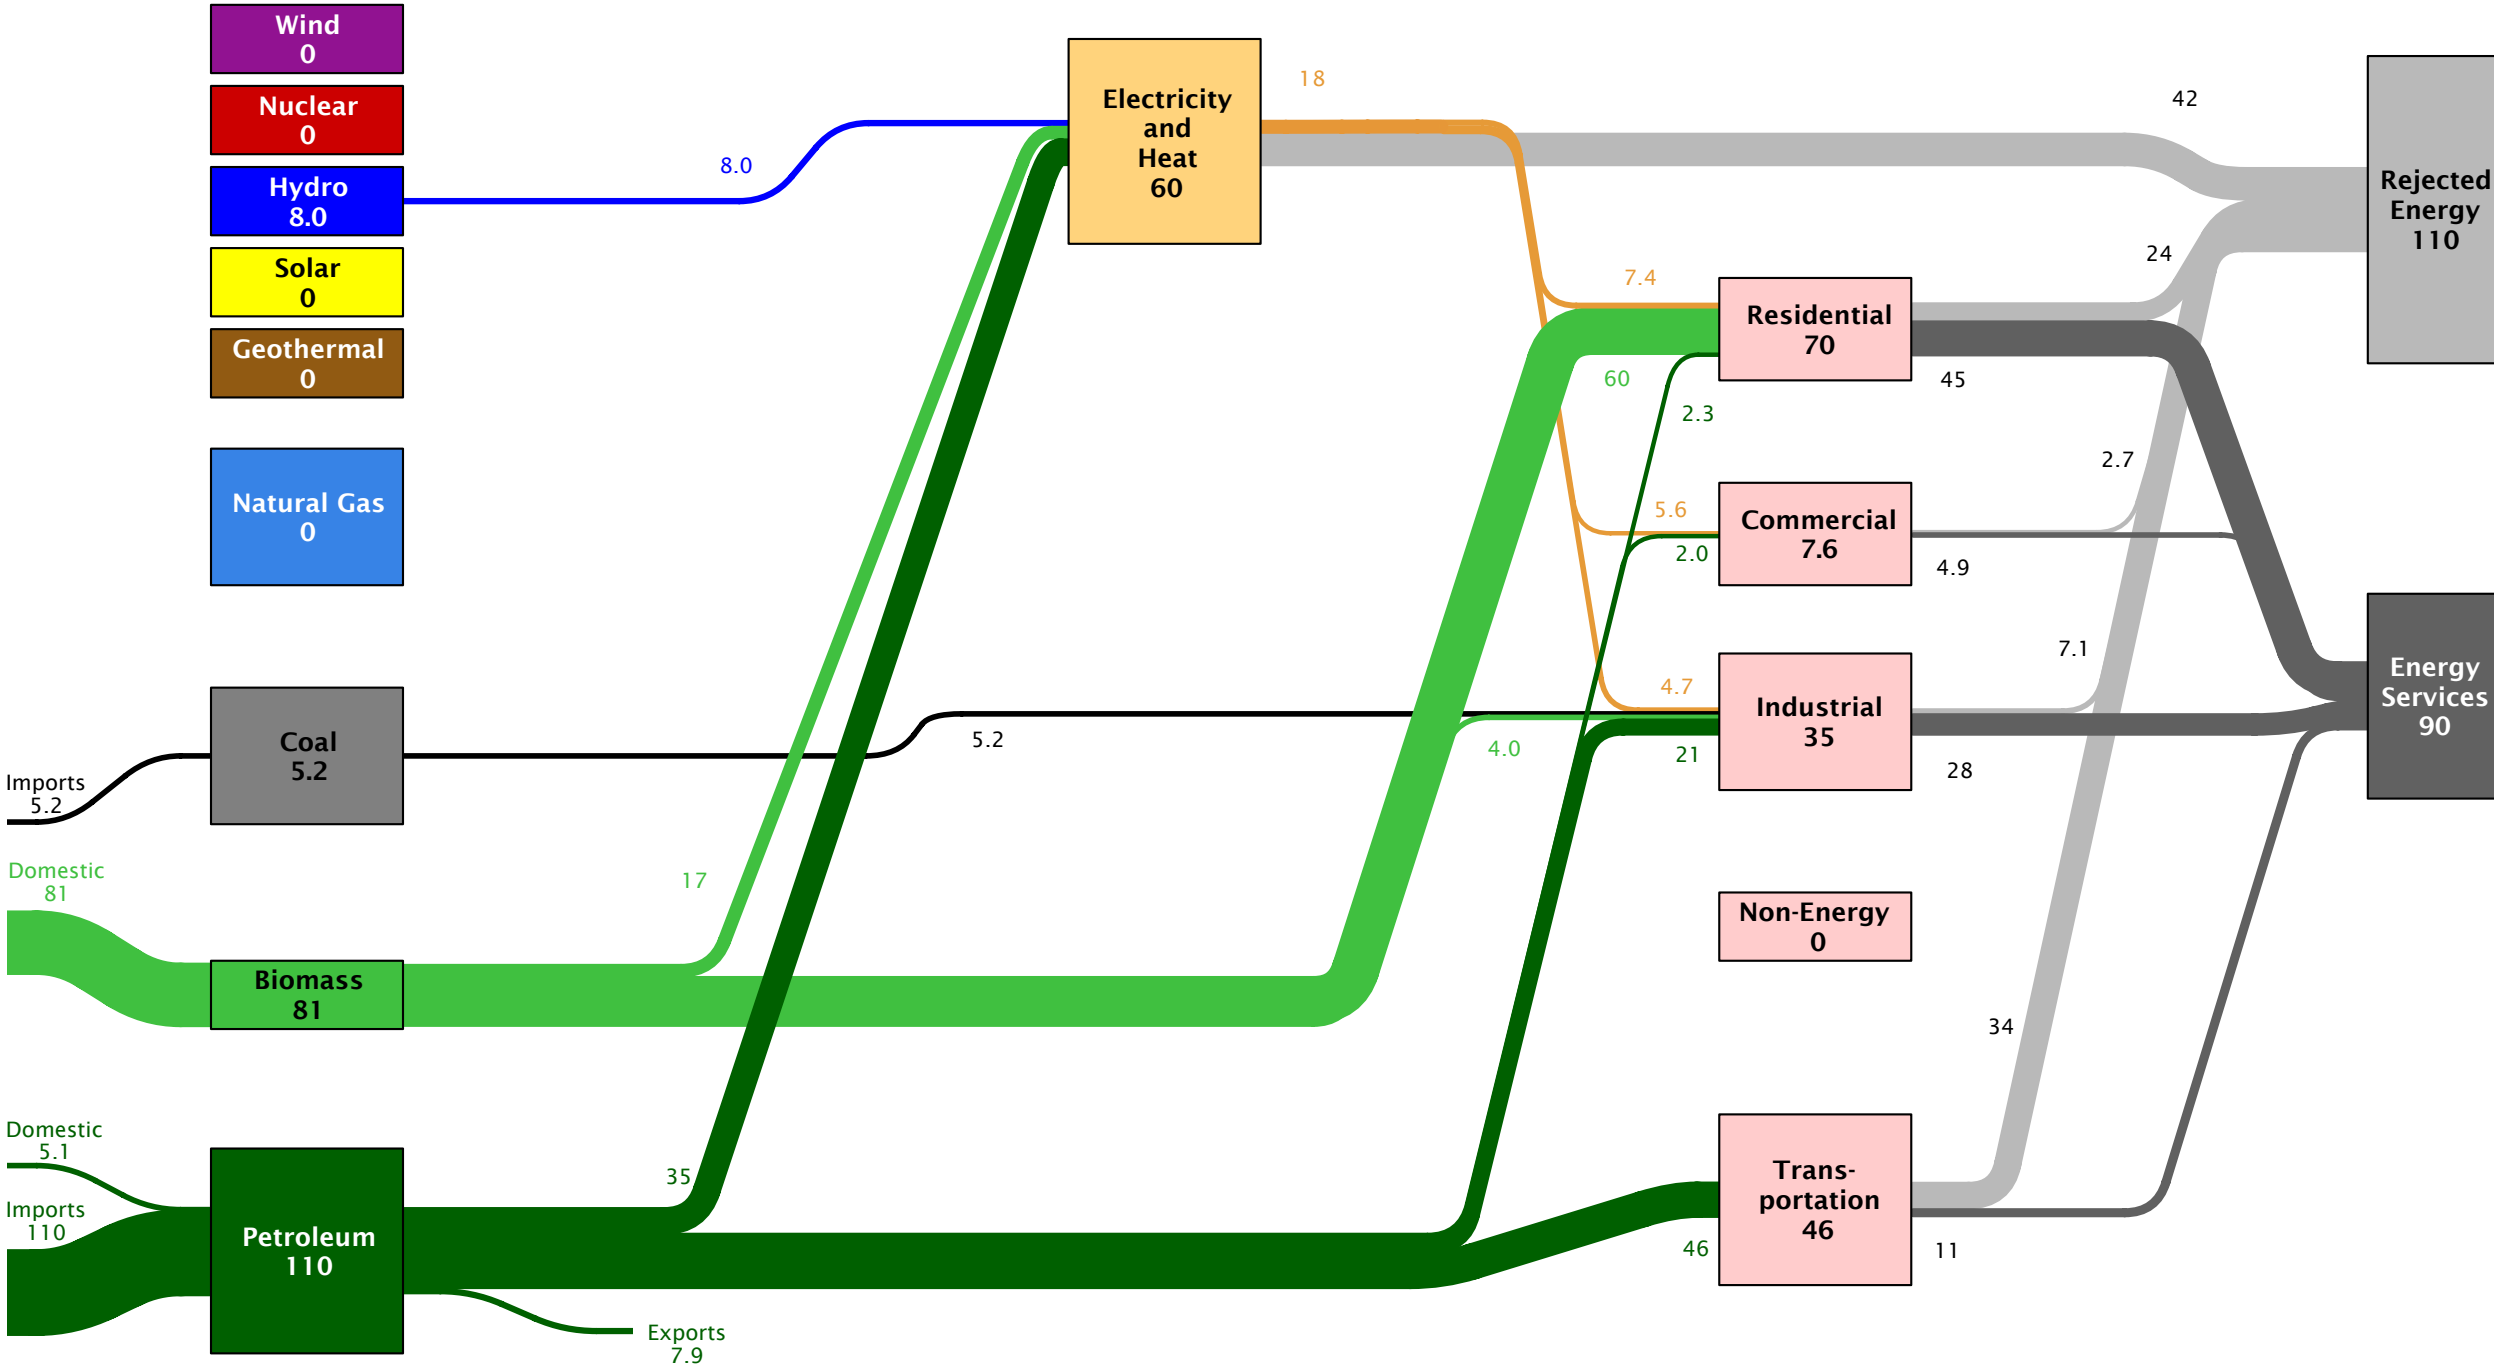 Wind
0
Nuclear
0
Hydro
8.0
Solar
0
Geothermal
0
Natural Gas
0
Coal
5.2
Imports
5.2
Domestic
81
Biomass
81
Domestic
5.1
Imports
110
Petroleum
110
Exports
7.9
8.0
17
35
5.2
Electricity
and
Heat
60
18
7.4
60
2.3
5.6
2.0
4.7
4.0
21
46
Residential
70
Commercial
7.6
Industrial
35
Non-Energy
0
Trans-
portation
46
42
24
45
2.7
4.9
7.1
28
34
11
Rejected
Energy
110
Energy
Services
90